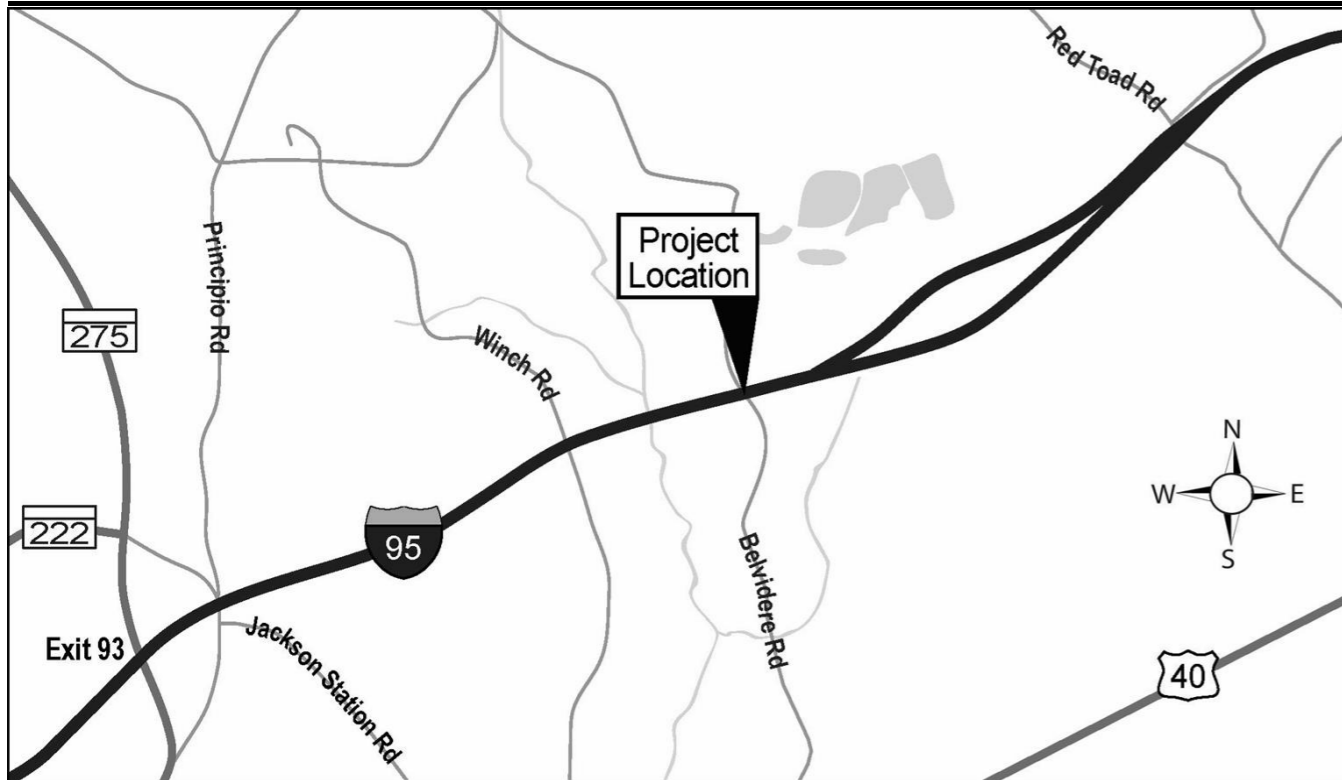 Red Toad Rd
Principio Rd
Project
Location
275
Winch Rd
N
W
E
S
222
95
Belvidere Rd
Exit 93
Jackson Station Rd
40